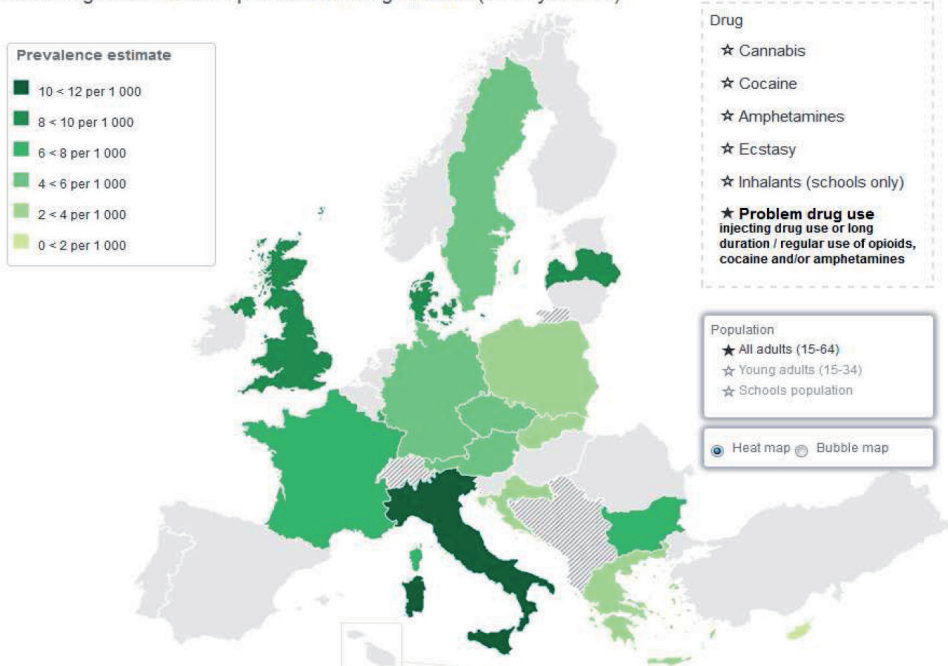 Prevalence estimate
10 < 12 per 1 000
8 < 10 per 1 000
6 < 8 per 1 000
4 < 6 per 1 000
2 < 4 per 1 000
0 < 2 per 1 000
Drug
☆ Cannabis
☆ Cocaine
☆ Amphetamines
☆ Ecstasy
☆ Inhalants (schools only)
★ Problem drug use
injecting drug use or long
duration / regular use of opioids,
cocaine and/or amphetamines
Population
★ All adults (15-64)
☆ Young adults (15-34)
☆ Schools population
Heat map Bubble map